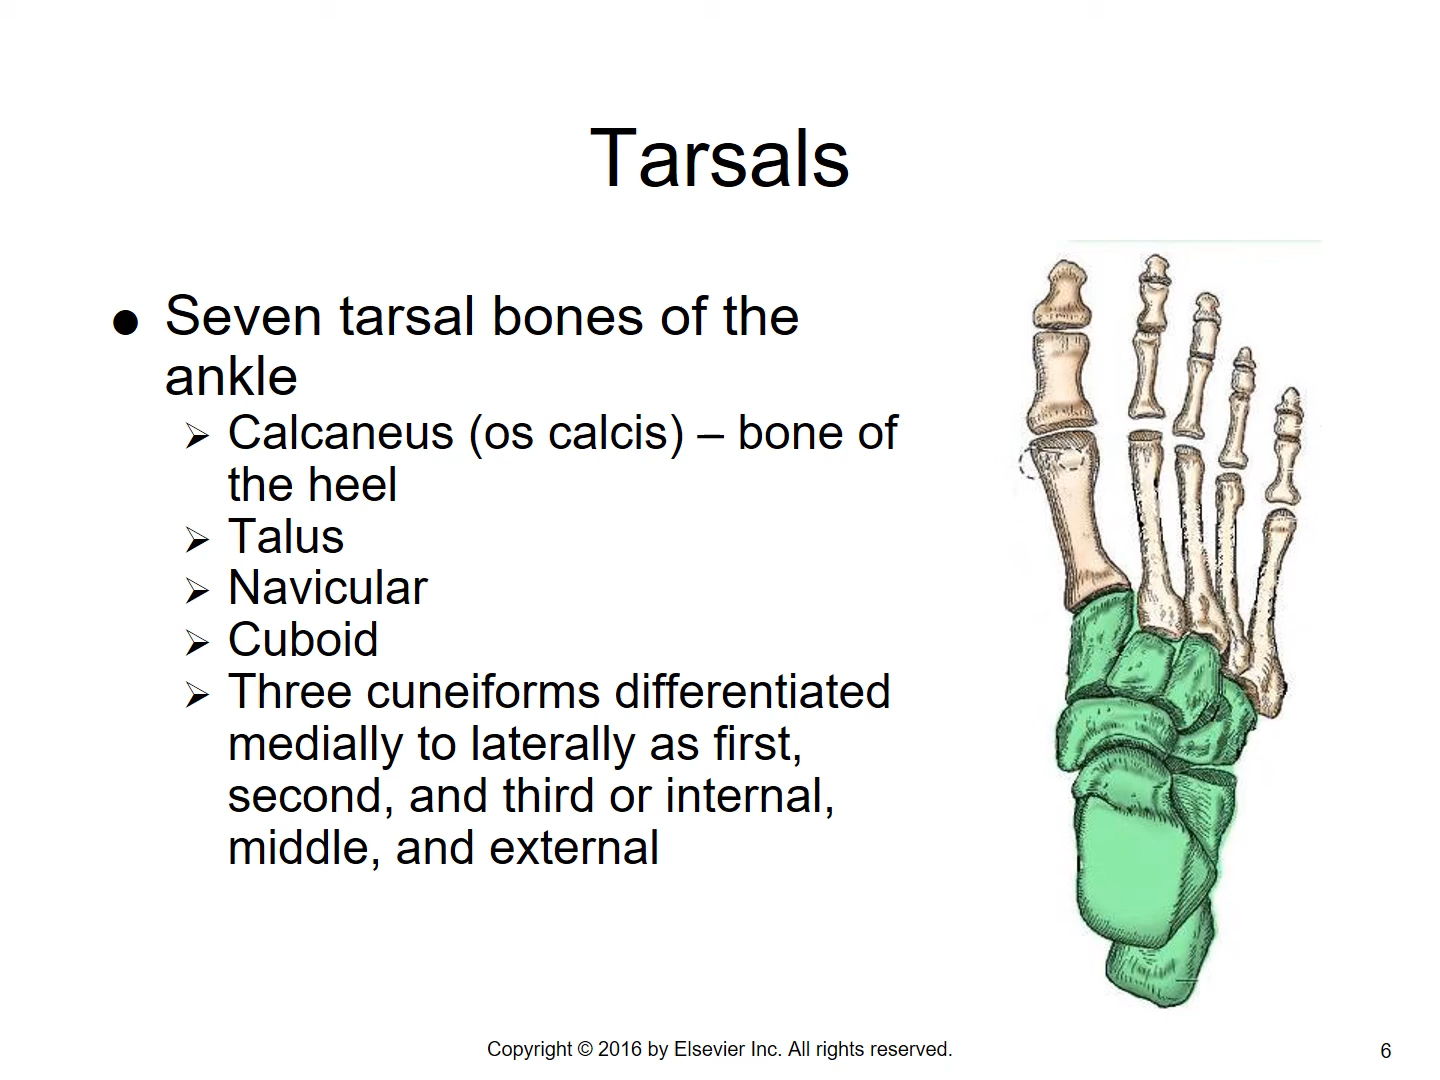 Tarsals
● Seven tarsal bones of the
ankle
➢ Calcaneus (os calcis) – bone of
the heel
➢ Talus
➢ Navicular
➢ Cuboid
➢ Three cuneiforms differentiated
medially to laterally as first,
second, and third or internal,
middle, and external
Copyright © 2016 by Elsevier Inc. All rights reserved.
6